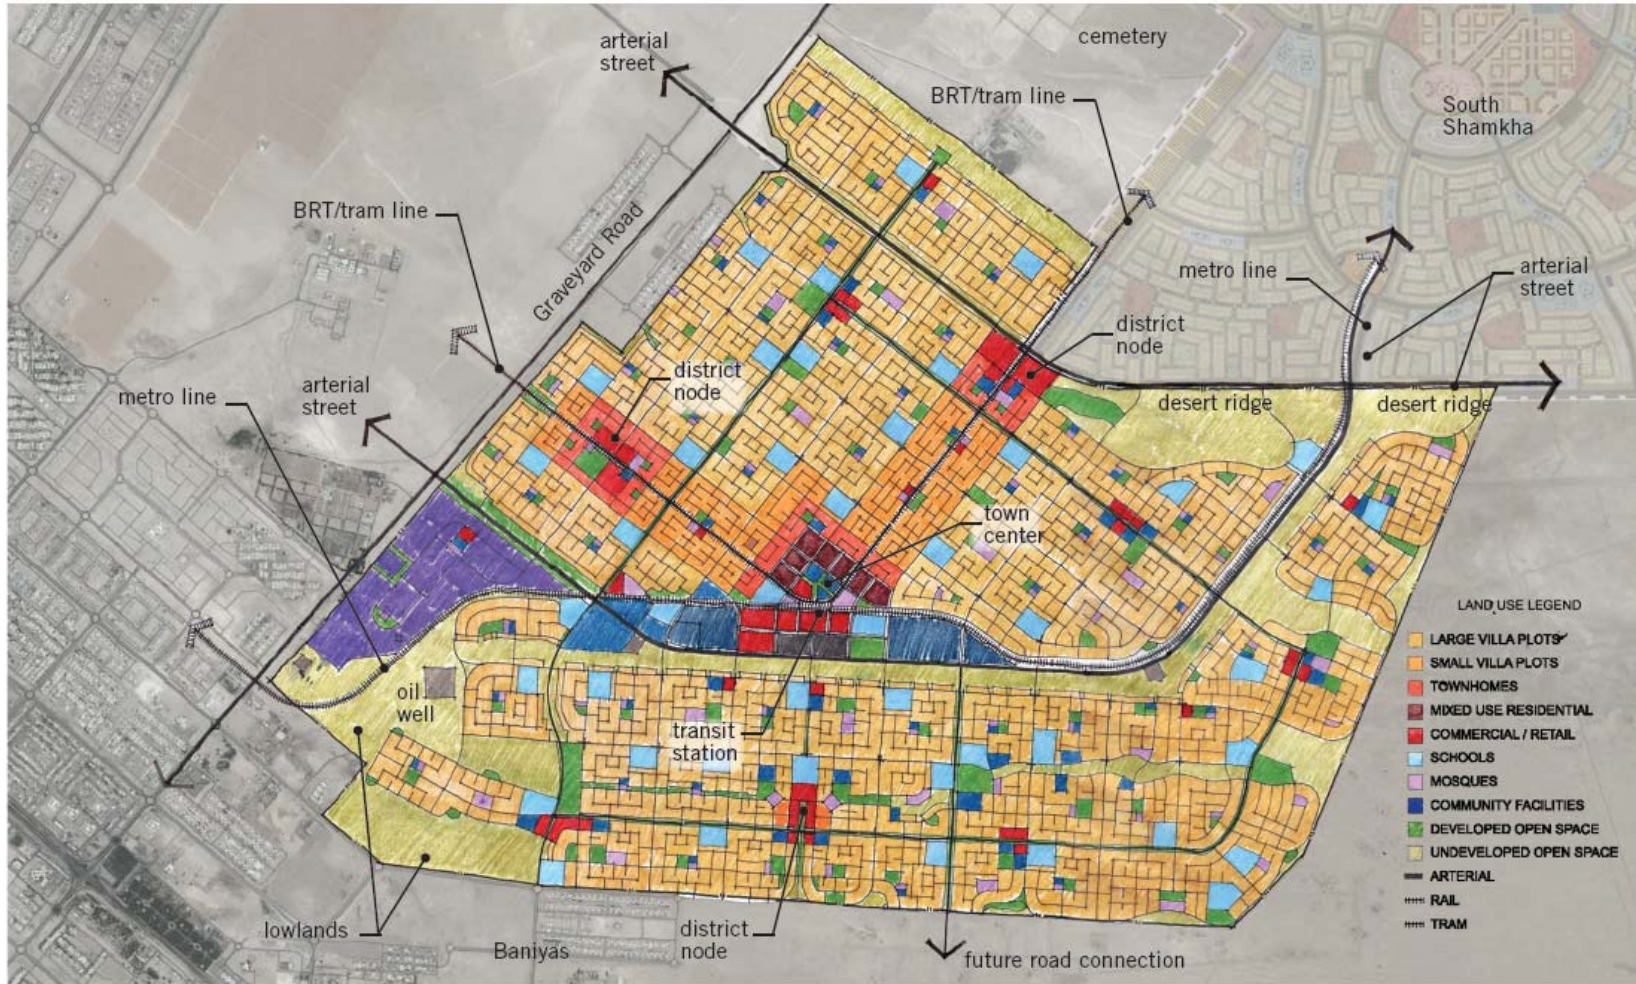 arterial
street
cemetery
BRT/tram line
South
Shamkha
BRT/tram line
Graveyard Road
metro line
arterial
street
district
node
district
node
arterial
street
metro line
desert ridge
desert ridge
town
center
oil
well
transit
station
lowlands
Baniyas
district
node
future road connection
LAND USE LEGEND
LARGE VILLA PLOTS
SMALL VILLA PLOTS
TOWNHOMES
MIXED USE RESIDENTIAL
COMMERCIAL / RETAIL
SCHOOLS
MOSQUES
COMMUNITY FACILITIES
DEVELOPED OPEN SPACE
UNDEVELOPED OPEN SPACE
ARTERIAL
RAIL
TRAM